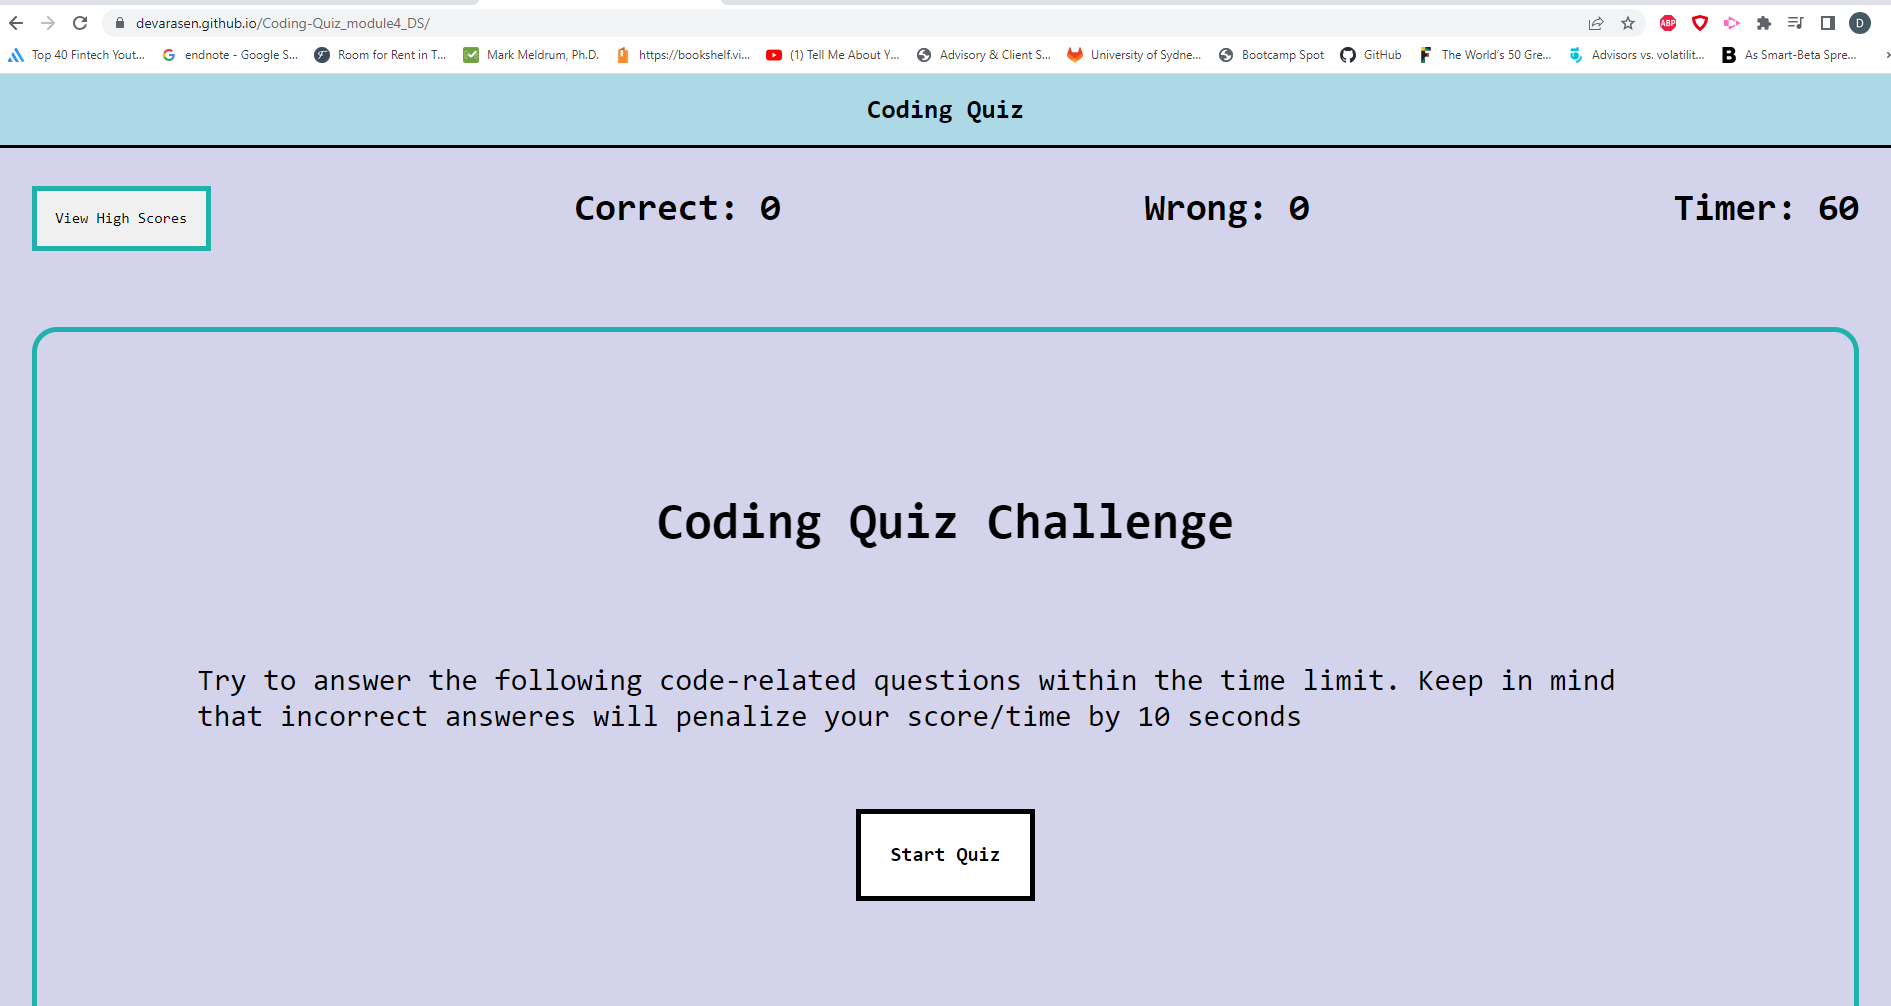 devarasen.github.io/Coding-Quiz_module4_DS/
ABP
D
Top 40 Fintech Yout...
endnote - Google S...
Room for Rent in T...
Mark Meldrum, Ph.D.
https://bookshelf.vi...
(1) Tell Me About Y...
Advisory & Client S...
University of Sydne...
Bootcamp Spot
GitHub
The World's 50 Gre...
Advisors vs. volatilit...
B
As Smart-Beta Spre...
Coding Quiz
View High Scores
Correct: 0
Wrong: 0
Timer: 60
Coding Quiz Challenge
Try to answer the following code-related questions within the time limit. Keep in mind
that incorrect answeres will penalize your score/time by 10 seconds
Start Quiz